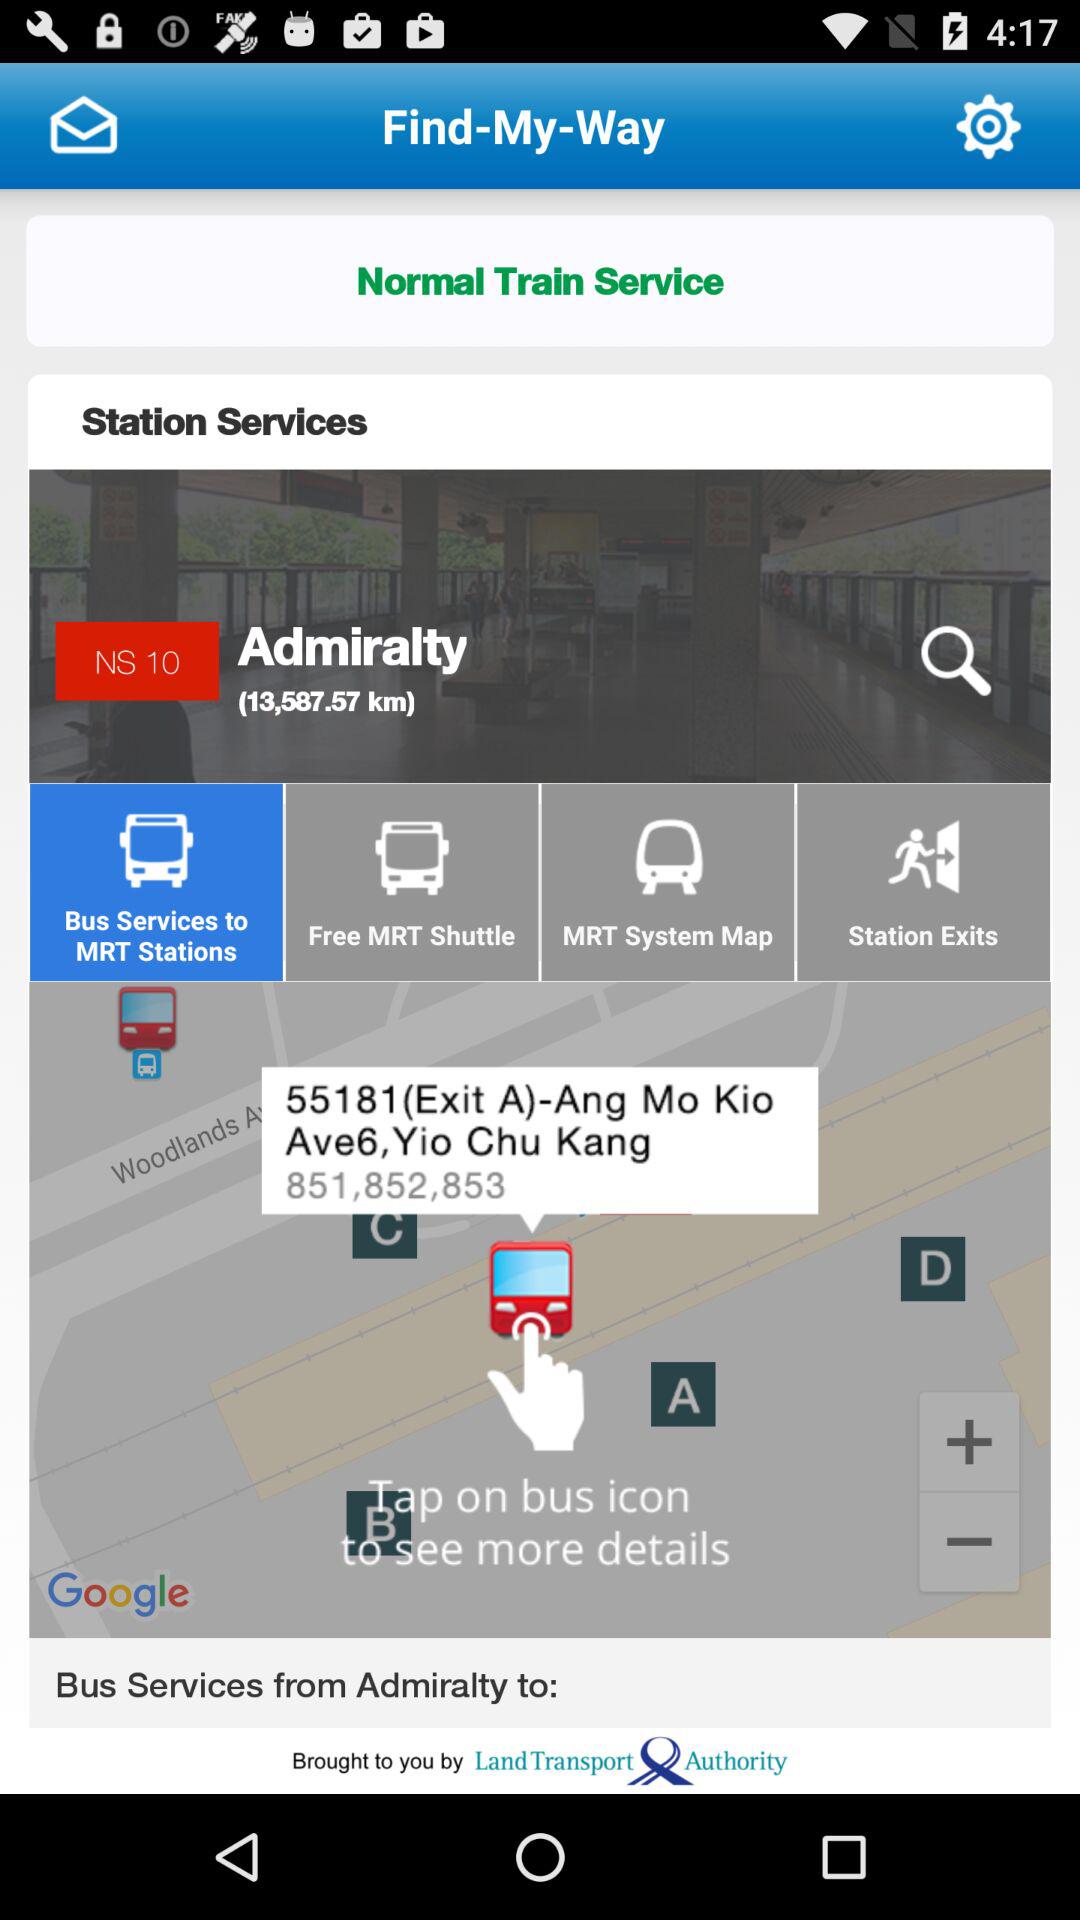 FAKE
4:17
Find-My-Way
Normal Train Service
Station Services
NS 10
Admiralty
(13,587.57 km)
Bus Services to
MRT Stations
Free MRT Shuttle
MRT System Map
Station Exits
55181(Exit A)-Ang Mo Kio
Ave6,Yio Chu Kang
851,852,853
Woodlands Av
C
D
A
B
Tap on bus icon
to see more details
Google
Bus Services from Admiralty to:
Brought to you by Land Transport Authority